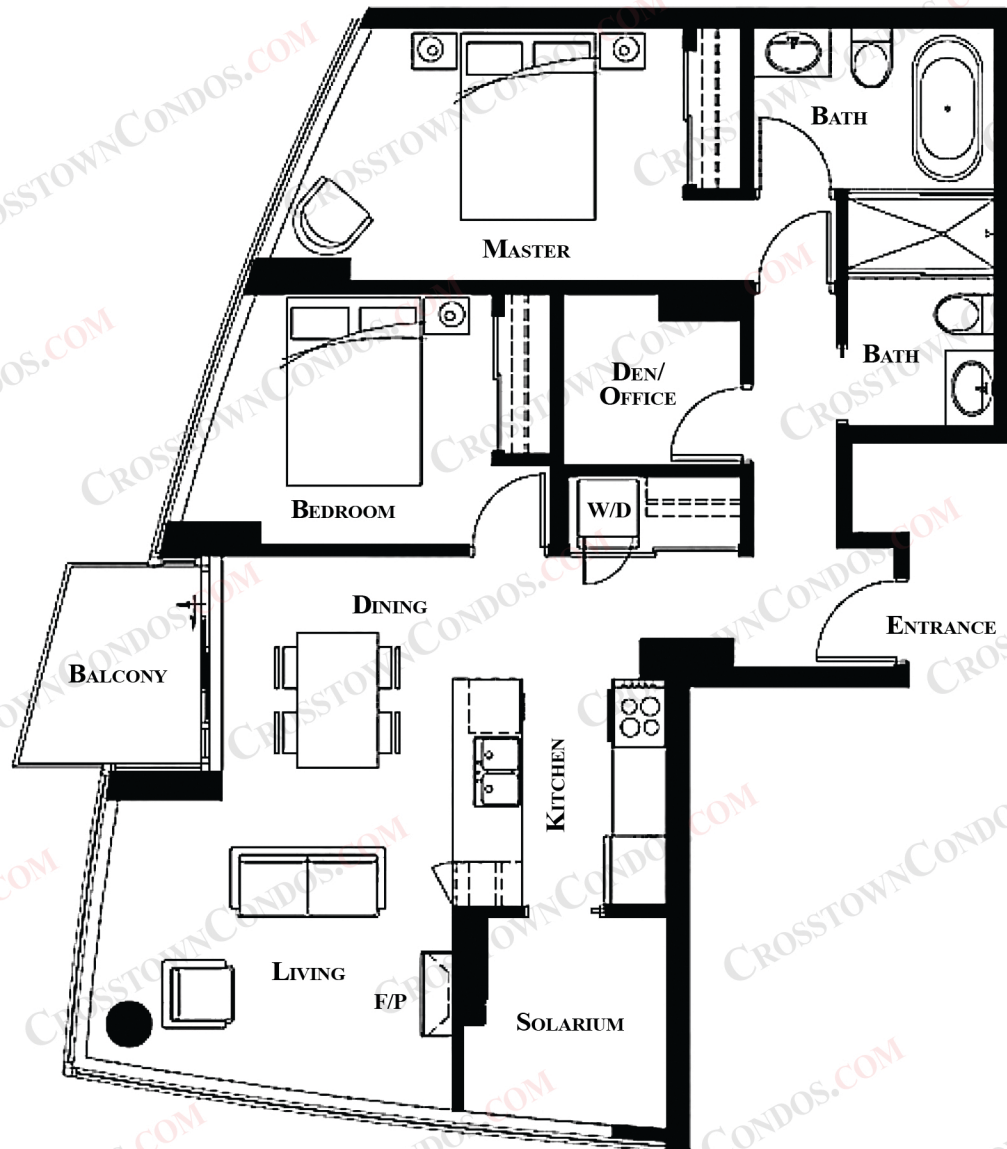 BATH
MASTER
BATH
DEN/
OFFICE
W/D
BEDROOM
DINING
ENTRANCE
BALCONY
KITCHEN
LIVING
F/P
SOLARIUM
CROSSTOWNCONDOS.COM